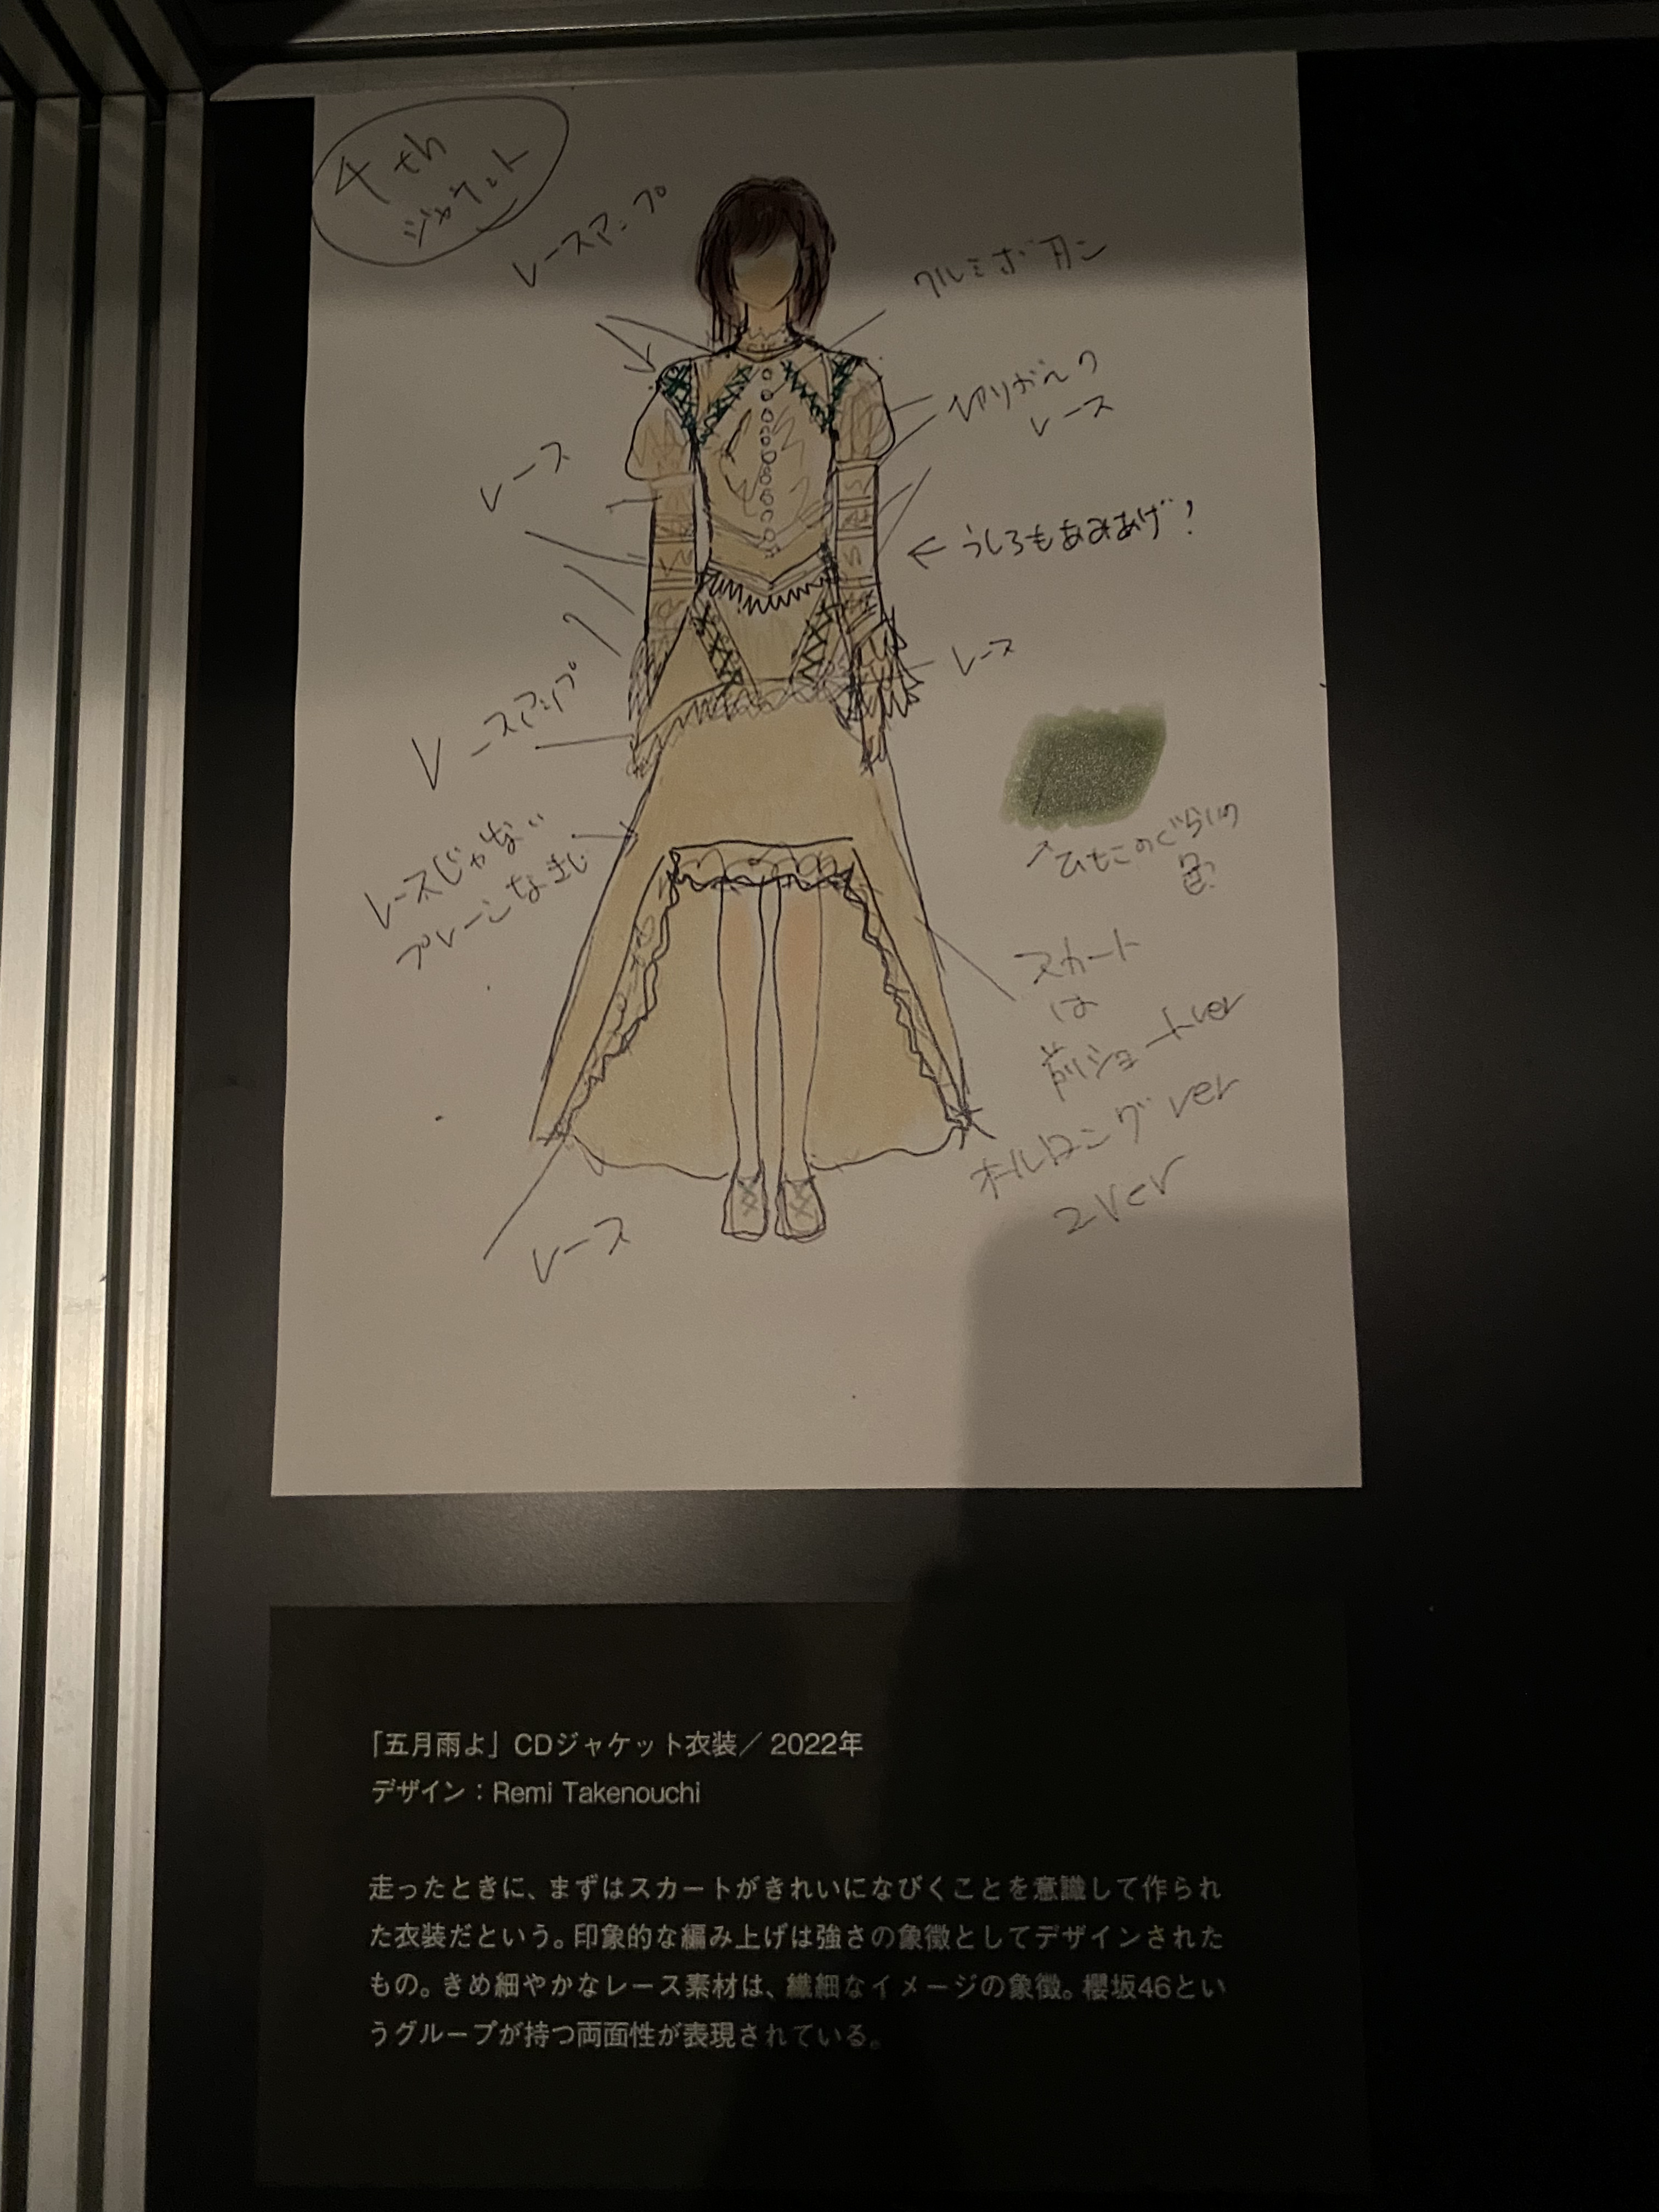 4th
ジャケット
レースアップ
クルミボタン
切りかえ
レース
レース
←うしろもあみあげ?
レース
レースアップ
↗ひもこのぐらいの
色
レースじゃない
プレーンなきじ
スカート
は
前ショートver
オールロングver
2ver
レース
「五月雨よ」CDジャケット衣装／2022年
デザイン：Remi Takenouchi
走ったときに、まずはスカートがきれいになびくことを意識して作られ
た衣装だという。印象的な編み上げは強さの象徴としてデザインされた
もの。きめ細やかなレース素材は、繊細なイメージの象徴。櫻坂46とい
うグループが持つ両面性が表現されている。